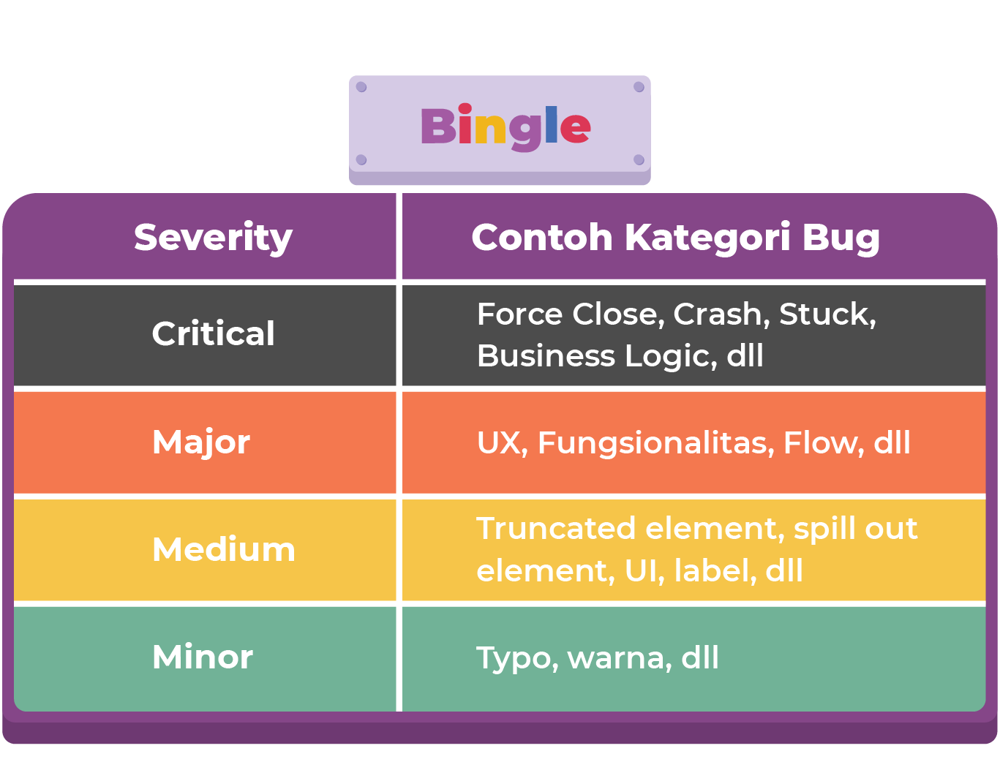 Bingle
Severity
Contoh Kategori Bug
Critical
Force Close, Crash, Stuck,
Business Logic, dll
Major
UX, Fungsionalitas, Flow, dll
Medium
Truncated element, spill out
element, UI, label, dll
Minor
Typo, warna, dll